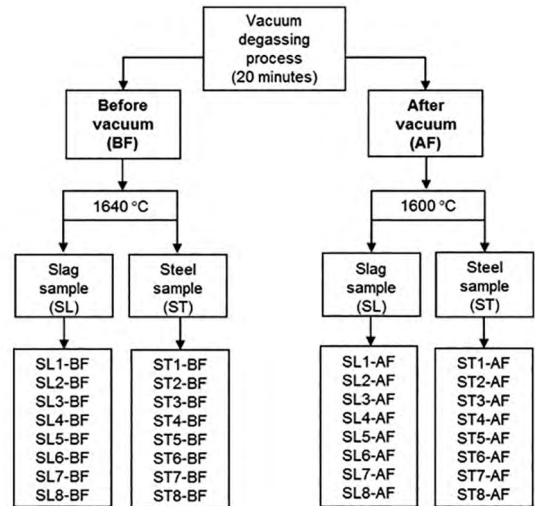 Vacuum
degassing
process
(20 minutes)
Before
vacuum
(BF)
After
vacuum
(AF)
1640 °C
1600 °C
Slag
sample
(SL)
Steel
sample
(ST)
Slag
sample
(SL)
Steel
sample
(ST)
SL1-BF
SL2-BF
SL3-BF
SL4-BF
SL5-BF
SL6-BF
SL7-BF
SL8-BF
ST1-BF
ST2-BF
ST3-BF
ST4-BF
ST5-BF
ST6-BF
ST7-BF
ST8-BF
SL1-AF
SL2-AF
SL3-AF
SL4-AF
SL5-AF
SL6-AF
SL7-AF
SL8-AF
ST1-AF
ST2-AF
ST3-AF
ST4-AF
ST5-AF
ST6-AF
ST7-AF
ST8-AF